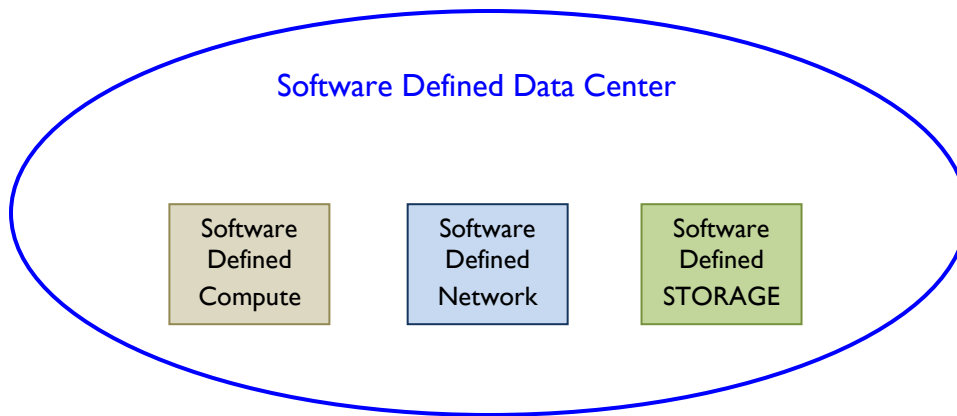 Software Defined Data Center
Software
Defined
Compute
Software
Defined
Network
Software
Defined
STORAGE